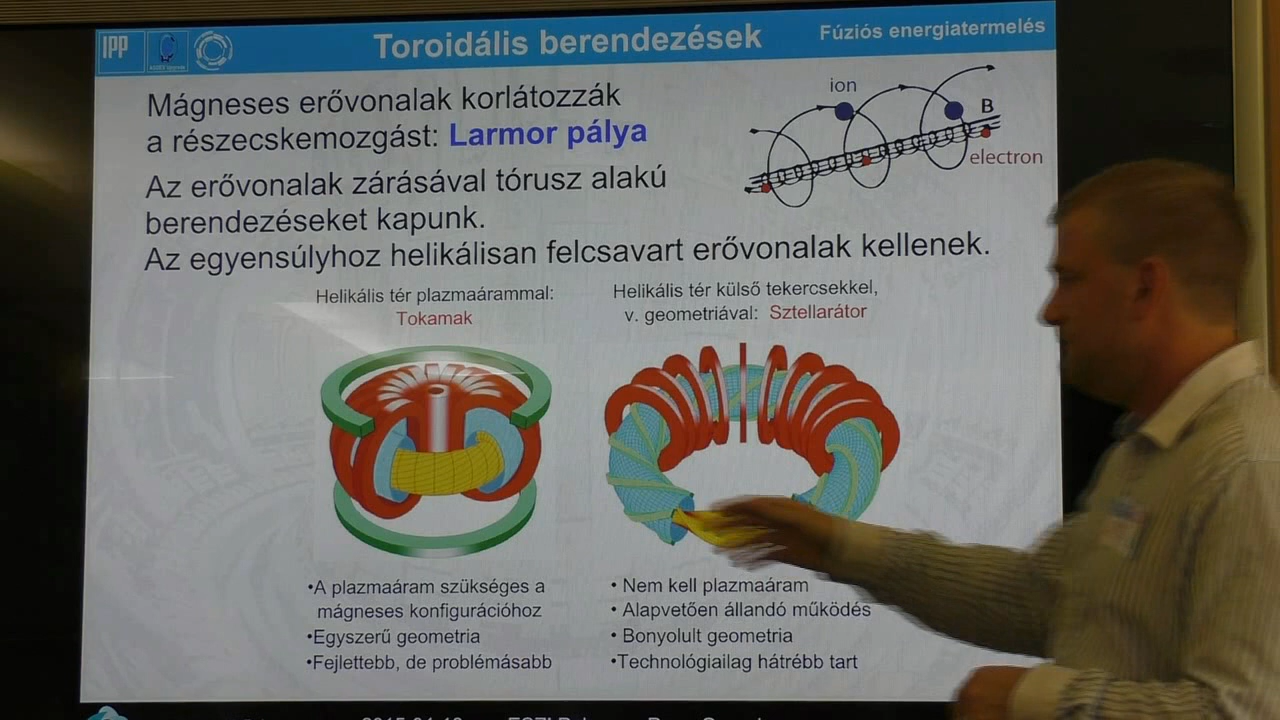 IPP
Toroidális berendezések
Fúziós energiatermelés
Mágneses erővonalak korlátozzák
a részecskemozgást: Larmor pálya
ion
B
electron
Az erővonalak zárásával tórusz alakú
berendezéseket kapunk.
Az egyensúlyhoz helikálisan felcsavart erővonalak kellenek.
Helikális tér plazmaárammal:
Tokamak
Helikális tér külső tekercsekkel,
v. geometriával: Sztellarátor
•A plazmaáram szükséges a
mágneses konfigurációhoz
•Egyszerű geometria
•Fejlettebb, de problémásabb
• Nem kell plazmaáram
• Alapvetően állandó működés
• Bonyolult geometria
•Technológiailag hátrébb tart